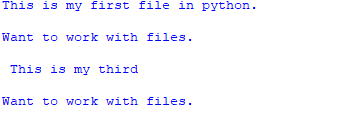 This is my first file in python.
Want to work with files.
This is my third
Want to work with files.